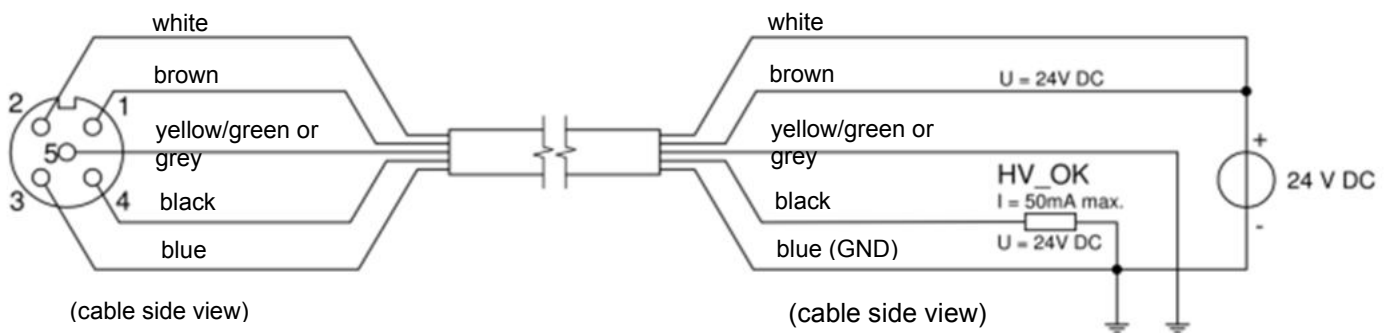 white
brown
yellow/green or
grey
black
blue
2
1
5
3
4
(cable side view)
white
brown
U = 24V DC
yellow/green or
grey
HV_OK
I = 50mA max.
black
U = 24V DC
blue (GND)
+
24 V DC
-
(cable side view)